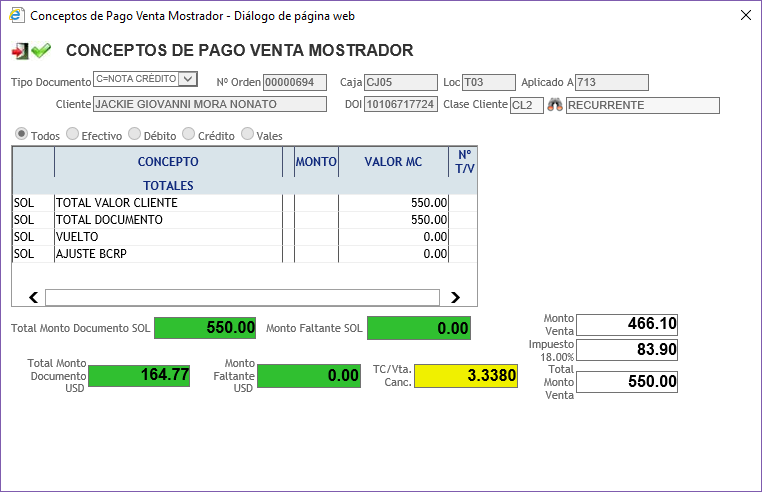 Conceptos de Pago Venta Mostrador - Diálogo de página web
CONCEPTOS DE PAGO VENTA MOSTRADOR
Tipo Documento C=NOTA CRÉDITO Nº Orden 00000694 Caja CJ05 Loc T03 Aplicado A 713
Cliente JACKIE GIOVANNI MORA NONATO DOI 10106717724 Clase Cliente CL2 RECURRENTE
Todos Efectivo Débito Crédito Vales
CONCEPTO MONTO VALOR MC Nº T/V
TOTALES
SOL TOTAL VALOR CLIENTE 550.00
SOL TOTAL DOCUMENTO 550.00
SOL VUELTO 0.00
SOL AJUSTE BCRP 0.00
Total Monto Documento SOL 550.00 Monto Faltante SOL 0.00
Monto Venta 466.10
Impuesto 18.00% 83.90
Total Monto Documento USD 164.77 Monto Faltante USD 0.00 TC/Vta. Canc. 3.3380
Total Monto Venta 550.00